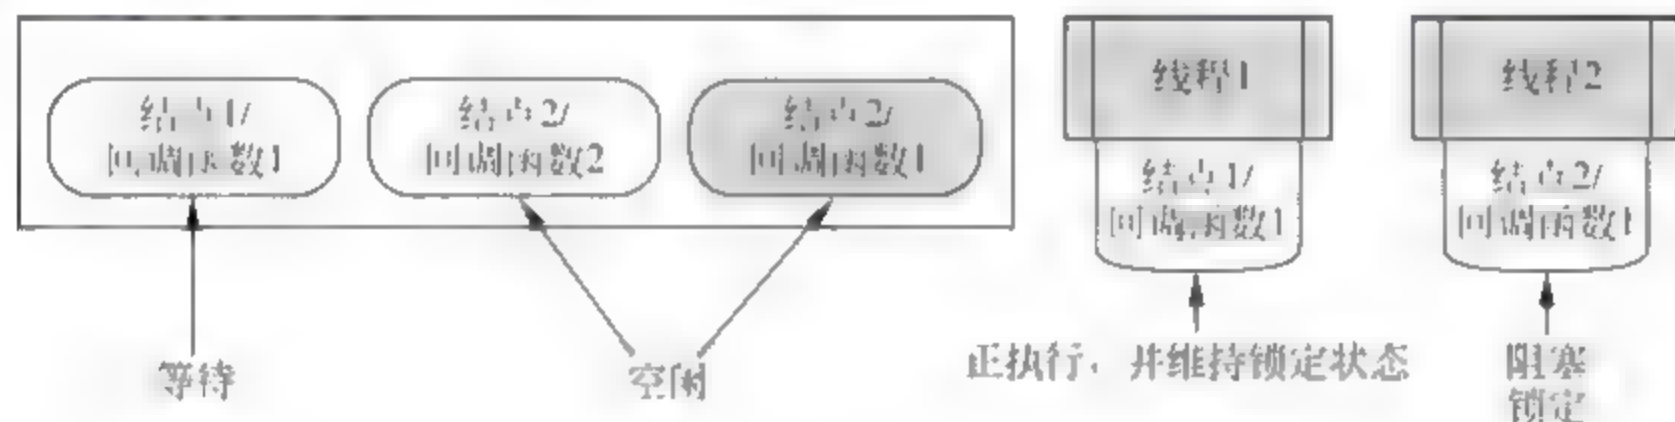 结点1/
回调函数1
结点2/
回调函数2
结点2/
回调函数1
线程1
结点1/
回调函数1
线程2
结点2/
回调函数1
等待
空闲
正执行，并维持锁定状态
阻塞
锁定